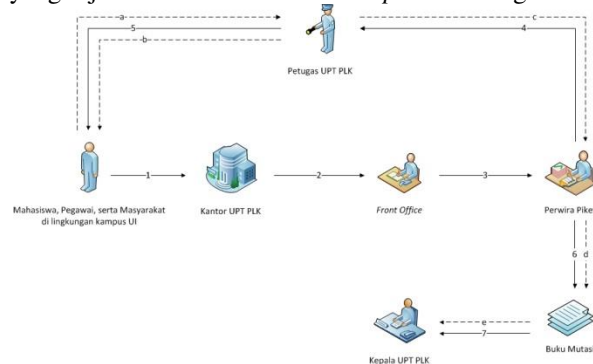 a
5
b
c
4
Petugas UPT PLK
1
2
3
Mahasiswa, Pegawai, serta Masyarakat
di lingkungan kampus UI
Kantor UPT PLK
Front Office
Perwira Piket
6
d
e
7
Kepala UPT PLK
Buku Mutasi